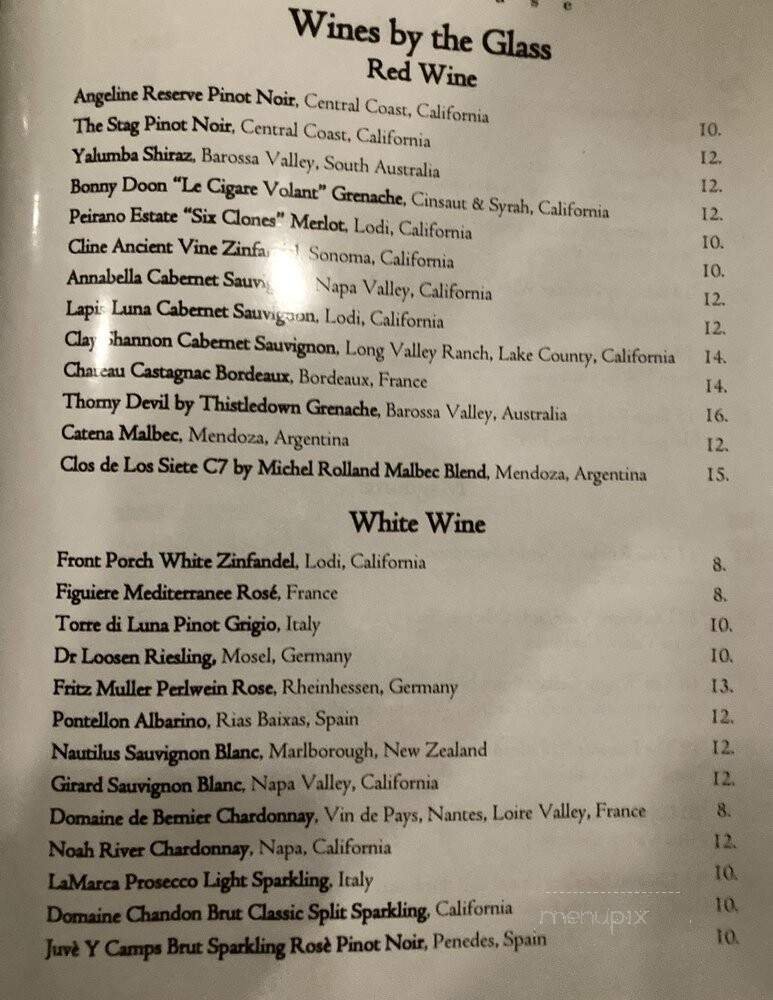 Wines by the Glass
Red Wine
Angeline Reserve Pinot Noir, Central Coast, California 10.
The Stag Pinot Noir, Central Coast, California 12.
Yalumba Shiraz, Barossa Valley, South Australia 12.
Bonny Doon “Le Cigare Volant” Grenache, Cinsaut & Syrah, California 12.
Peirano Estate “Six Clones” Merlot, Lodi, California 10.
Cline Ancient Vine Sonoma, California 10.
Annabella Cabernet Napa Valley, California 12.
Lapis Luna Cabernet Sauvignon, Lodi, California 12.
Clay Shannon Cabernet Sauvignon, Long Valley Ranch, Lake County, California 14.
Chateau Castagnac Bordeaux, Bordeaux, France 14.
Thorny Devil by Thistledown Grenache, Barossa Valley, Australia 16.
Catena Malbec, Mendoza, Argentina 12.
Clos de Los Siete C7 by Michel Rolland Malbec Blend, Mendoza, Argentina 15.
White Wine
Front Porch White Zinfandel, Lodi, California 8.
Figuiere Mediterranee Rosé, France 8.
Torre di Luna Pinot Grigio, Italy 10.
Dr Loosen Riesling, Mosel, Germany 10.
Fritz Muller Perlwein Rose, Rheinhessen, Germany 13.
Pontellon Albarino, Rias Baixas, Spain 12.
Nautilus Sauvignon Blanc, Marlborough, New Zealand 12.
Girard Sauvignon Blanc, Napa Valley, California 12.
Domaine de Bernier Chardonnay, Vin de Pays, Nantes, Loire Valley, France 8.
Noah River Chardonnay, Napa, California 12.
LaMarca Prosecco Light Sparkling, Italy 10.
Domaine Chandon Brut Classic Split Sparkling, California 10.
Juvè Y Camps Brut Sparkling Rosè Pinot Noir, Penedes, Spain 10.
menupix